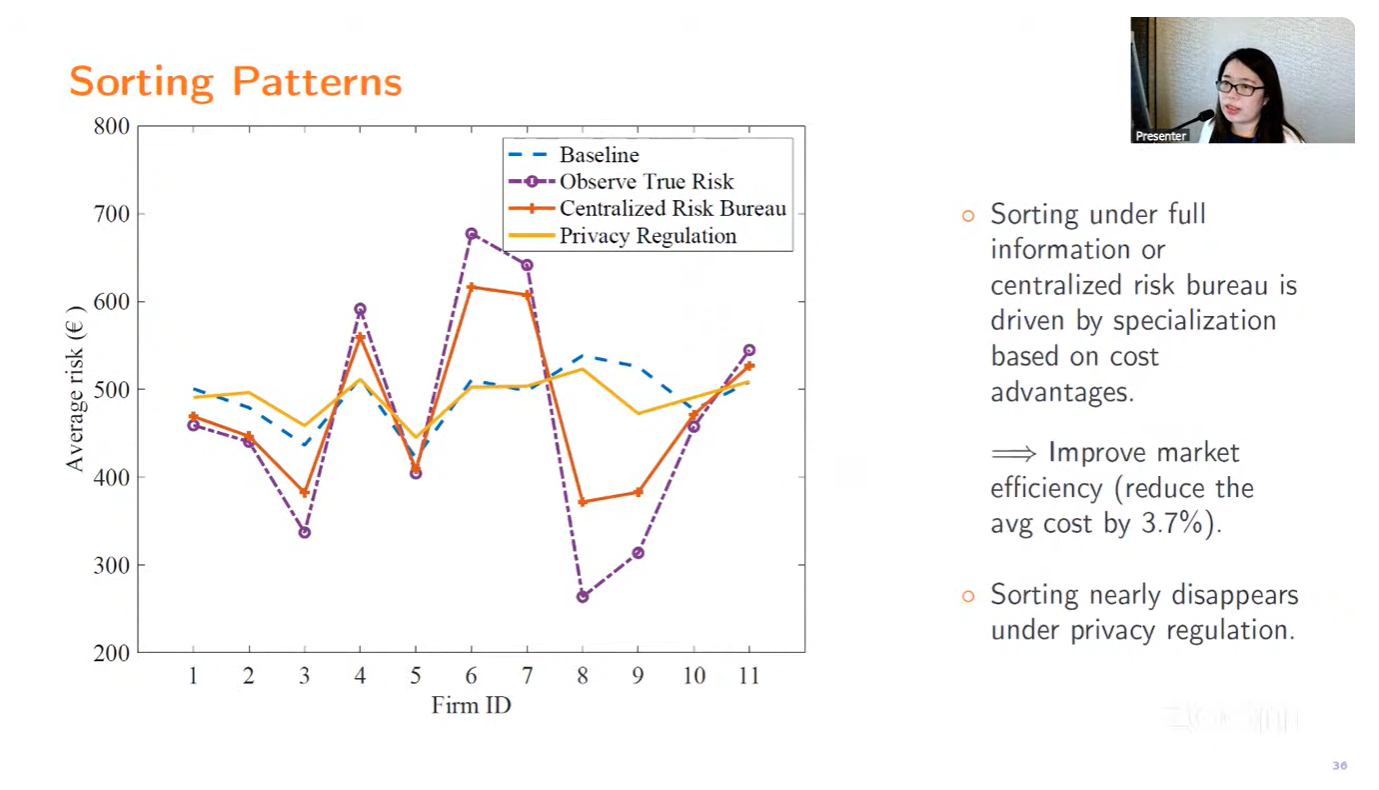 Sorting Patterns
Presenter
800
700
600
500
400
300
200
Average risk (€ )
Baseline
Observe True Risk
Centralized Risk Bureau
Privacy Regulation
1 2 3 4 5 6 7 8 9 10 11
Firm ID
○ Sorting under full
information or
centralized risk bureau is
driven by specialization
based on cost
advantages.
⟹ Improve market
efficiency (reduce the
avg cost by 3.7%).
○ Sorting nearly disappears
under privacy regulation.
36